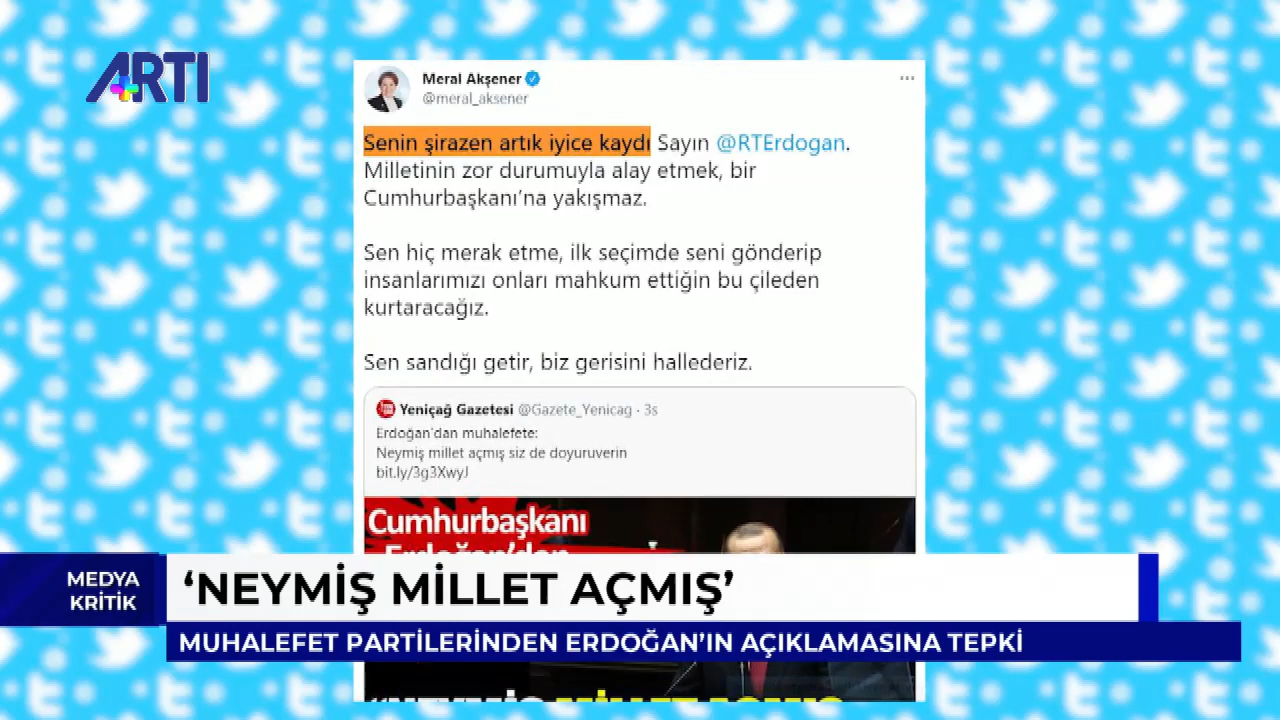 ARTI
Meral Akşener
@meral_aksener
Senin şirazen artık iyice kaydı Sayın @RTErdogan.
Milletinin zor durumuyla alay etmek, bir
Cumhurbaşkanı’na yakışmaz.
Sen hiç merak etme, ilk seçimde seni gönderip
insanlarımızı onları mahkum ettiğin bu çileden
kurtaracağız.
Sen sandığı getir, biz gerisini hallederiz.
Yeniçağ Gazetesi @Gazete_Yenicag · 3s
Erdoğan'dan muhalefete:
Neymiş millet açmış siz de doyuruverin
bit.ly/3g3XwyJ
Cumhurbaşkanı
Erdoğan’dan
MEDYA
KRİTİK
‘NEYMİŞ MİLLET AÇMIŞ’
MUHALEFET PARTİLERİNDEN ERDOĞAN’IN AÇIKLAMASINA TEPKİ